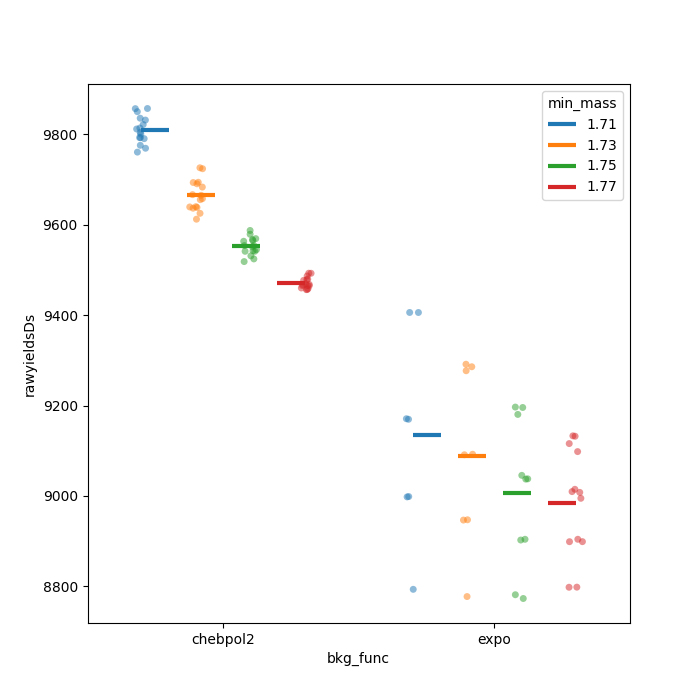 min_mass
1.71
1.73
1.75
1.77
rawyieldsDs
9800
9600
9400
9200
9000
8800
chebpol2
expo
bkg_func